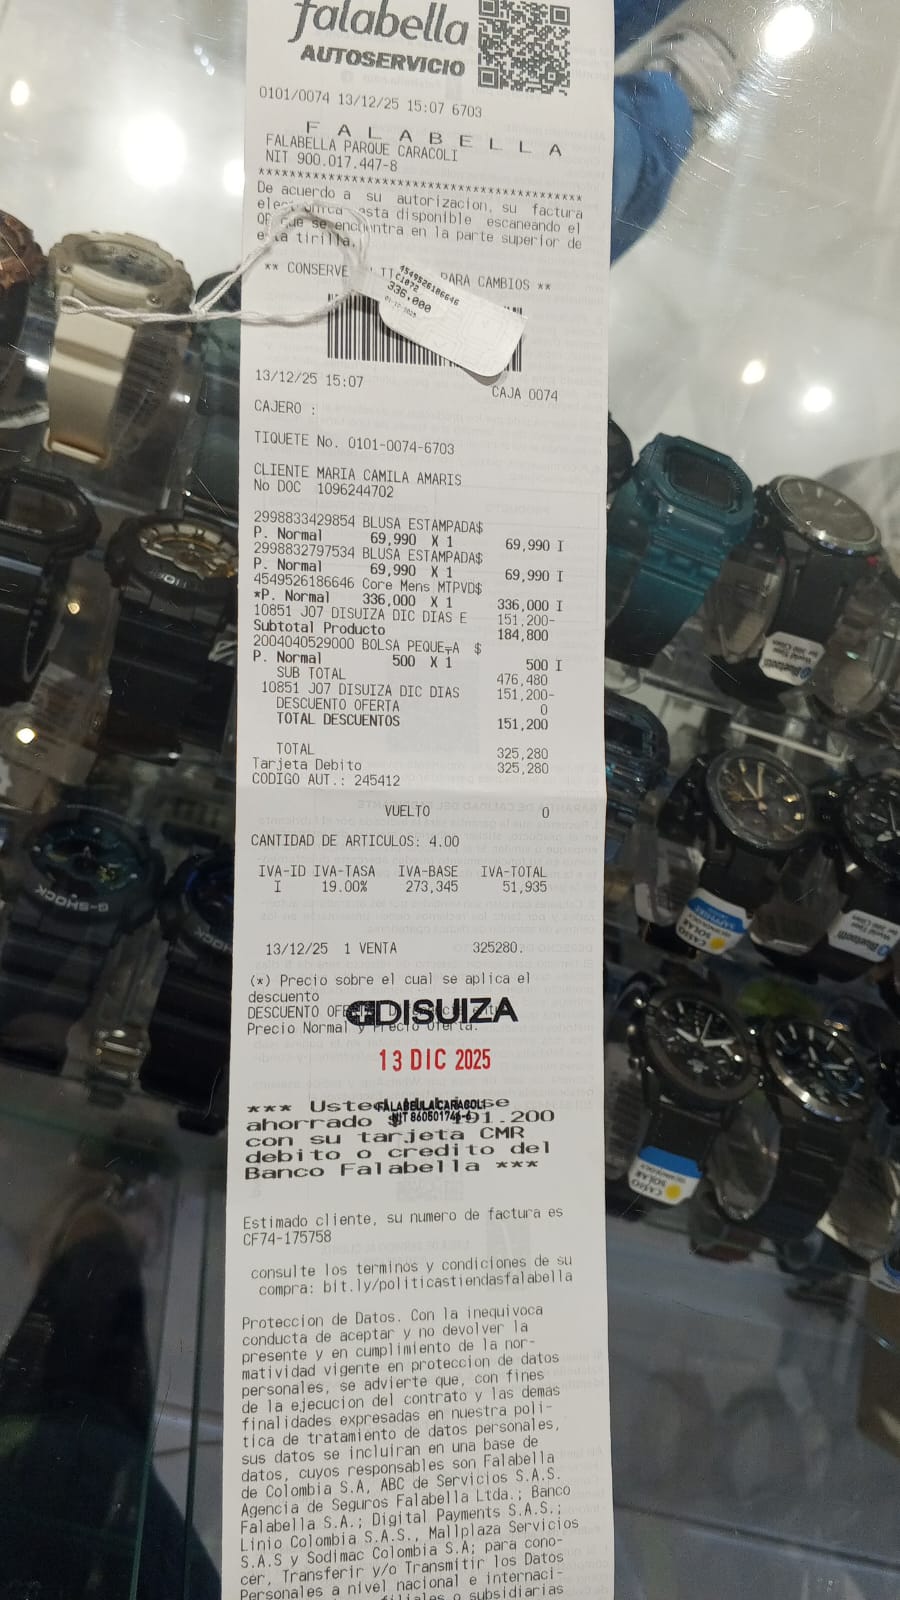 falabella
AUTOSERVICIO
0101/0074 13/12/25 15:07 6703
F A L A B E L L A
FALABELLA PARQUE CARACOLI
NIT 900.017.447-8
******************************************
De acuerdo a su autorizacion, su factura
esta disponible escaneando el
se encuentra en la parte superior de
tirilla.
** CONSERVE PARA CAMBIOS **
4549526186646
C1072
336,000
13/12/25 15:07
CAJA 0074
CAJERO :
TIQUETE No. 0101-0074-6703
CLIENTE MARIA CAMILA AMARIS
No DOC 1096244702
2998833429854 BLUSA ESTAMPADA$
P. Normal 69,990 X 1 69,990 I
2998832797534 BLUSA ESTAMPADA$
P. Normal 69,990 X 1 69,990 I
4549526186646 Core Mens MTPVD$
*P. Normal 336,000 X 1 336,000 I
10851 J07 DISUIZA DIC DIAS E 151,200-
Subtotal Producto 184,800
2004040529000 BOLSA PEQUE┬A $
P. Normal 500 X 1 500 I
SUB TOTAL 476,480
10851 J07 DISUIZA DIC DIAS 151,200-
DESCUENTO OFERTA 0
TOTAL DESCUENTOS 151,200
TOTAL 325,280
Tarjeta Debito 325,280
CODIGO AUT.: 245412
VUELTO 0
CANTIDAD DE ARTICULOS: 4.00
IVA-ID IVA-TASA IVA-BASE IVA-TOTAL
I 19.00% 273,345 51,935
13/12/25 1 VENTA 325280.
(*) Precio sobre el cual se aplica el
descuento
DESCUENTO
DISUIZA
Precio Normal y Precio Oferta.
13 DIC 2025
FALABELLA CARACOLI
*** Usted
ahorrado $ 191.200
con su tarjeta CMR
debito o credito del
Banco Falabella ***
Estimado cliente, su numero de factura es
CF74-175758
consulte los terminos y condiciones de su
compra: bit.ly/politicastiendasfalabella
Proteccion de Datos. Con la inequivoca
conducta de aceptar y no devolver la
presente y en cumplimiento de la nor-
matividad vigente en proteccion de datos
personales, se advierte que, con fines
de la ejecucion del contrato y las demas
finalidades expresadas en nuestra poli-
tica de tratamiento de datos personales,
sus datos se incluiran en una base de
datos, cuyos responsables son Falabella
de Colombia S.A, ABC de Servicios S.A.S.
Agencia de Seguros Falabella Ltda.; Banco
Falabella S.A.; Digital Payments S.A.S.;
Linio Colombia S.A.S., Mallplaza Servicios
S.A.S y Sodimac Colombia S.A; para cono-
cer, Transferir y/o Transmitir los Datos
Personales a nivel nacional e internaci-
subsidiarias
G-SHOCK
Bluetooth
CASIO
SOLAR
Bluetooth
CASIO
SOLAR